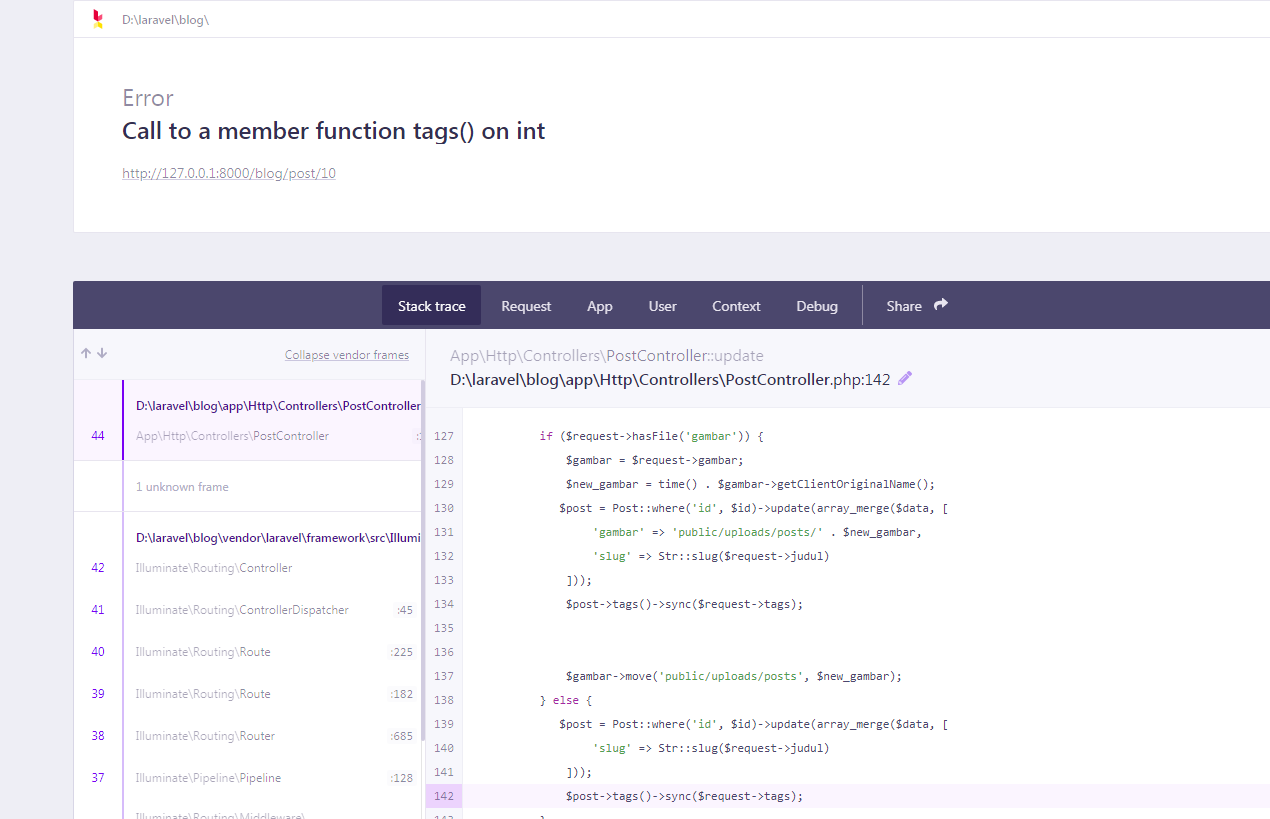 D:\laravel\blog\
Error
Call to a member function tags() on int
http://127.0.0.1:8000/blog/post/10
Stack trace Request App User Context Debug Share
Collapse vendor frames
D:\laravel\blog\app\Http\Controllers\PostController
44 App\Http\Controllers\PostController
1 unknown frame
D:\laravel\blog\vendor\laravel\framework\src\Illumi
42 Illuminate\Routing\Controller
41 Illuminate\Routing\ControllerDispatcher :45
40 Illuminate\Routing\Route :225
39 Illuminate\Routing\Route :182
38 Illuminate\Routing\Router :685
37 Illuminate\Pipeline\Pipeline :128
Illuminate\Routing\Middleware\
App\Http\Controllers\PostController::update
D:\laravel\blog\app\Http\Controllers\PostController.php:142
127 if ($request->hasFile('gambar')) {
128 $gambar = $request->gambar;
129 $new_gambar = time() . $gambar->getClientOriginalName();
130 $post = Post::where('id', $id)->update(array_merge($data, [
131 'gambar' => 'public/uploads/posts/' . $new_gambar,
132 'slug' => Str::slug($request->judul)
133 ]));
134 $post->tags()->sync($request->tags);
135
136
137 $gambar->move('public/uploads/posts', $new_gambar);
138 } else {
139 $post = Post::where('id', $id)->update(array_merge($data, [
140 'slug' => Str::slug($request->judul)
141 ]));
142 $post->tags()->sync($request->tags);